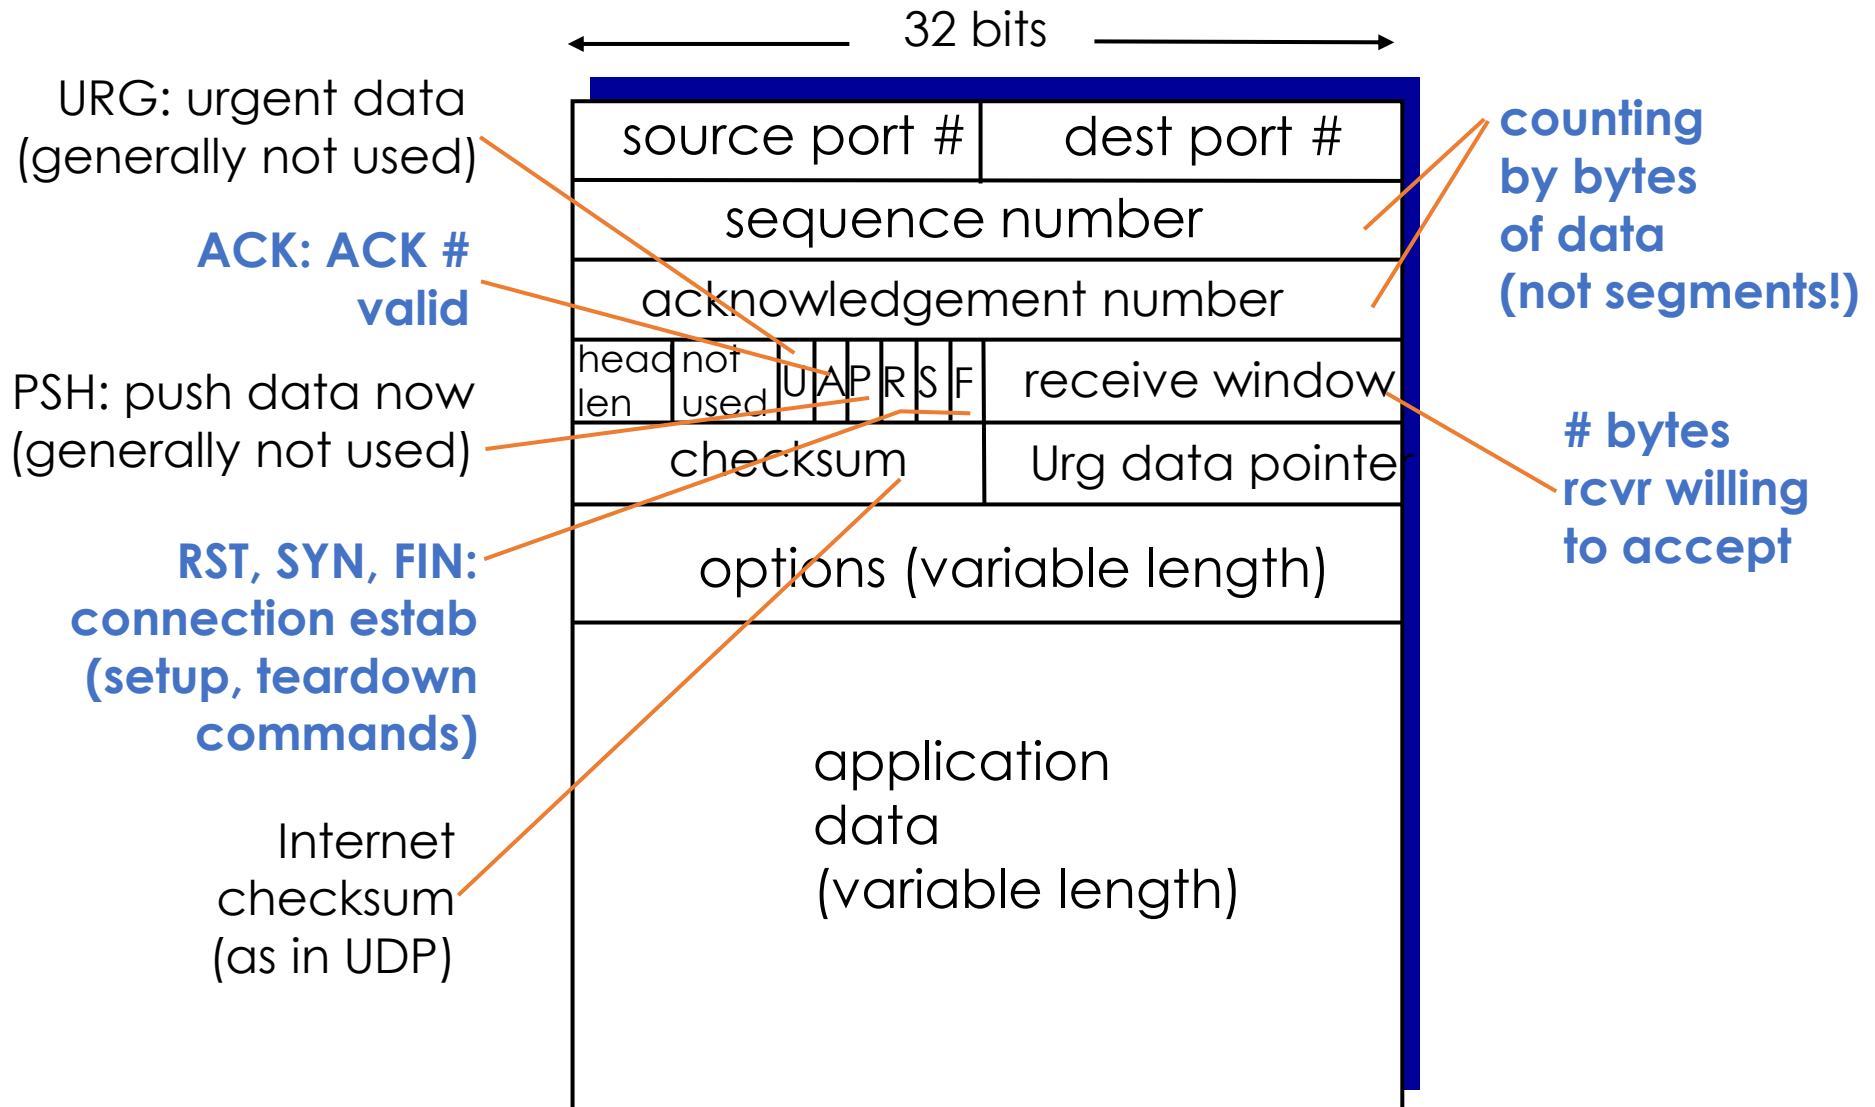 32 bits
URG: urgent data
(generally not used)
ACK: ACK #
valid
PSH: push data now
(generally not used)
RST, SYN, FIN:
connection estab
(setup, teardown
commands)
Internet
checksum
(as in UDP)
source port #
dest port #
sequence number
acknowledgement number
head
len
not
used
U
A
P
R
S
F
receive window
checksum
Urg data pointer
options (variable length)
application
data
(variable length)
counting
by bytes
of data
(not segments!)
# bytes
rcvr willing
to accept